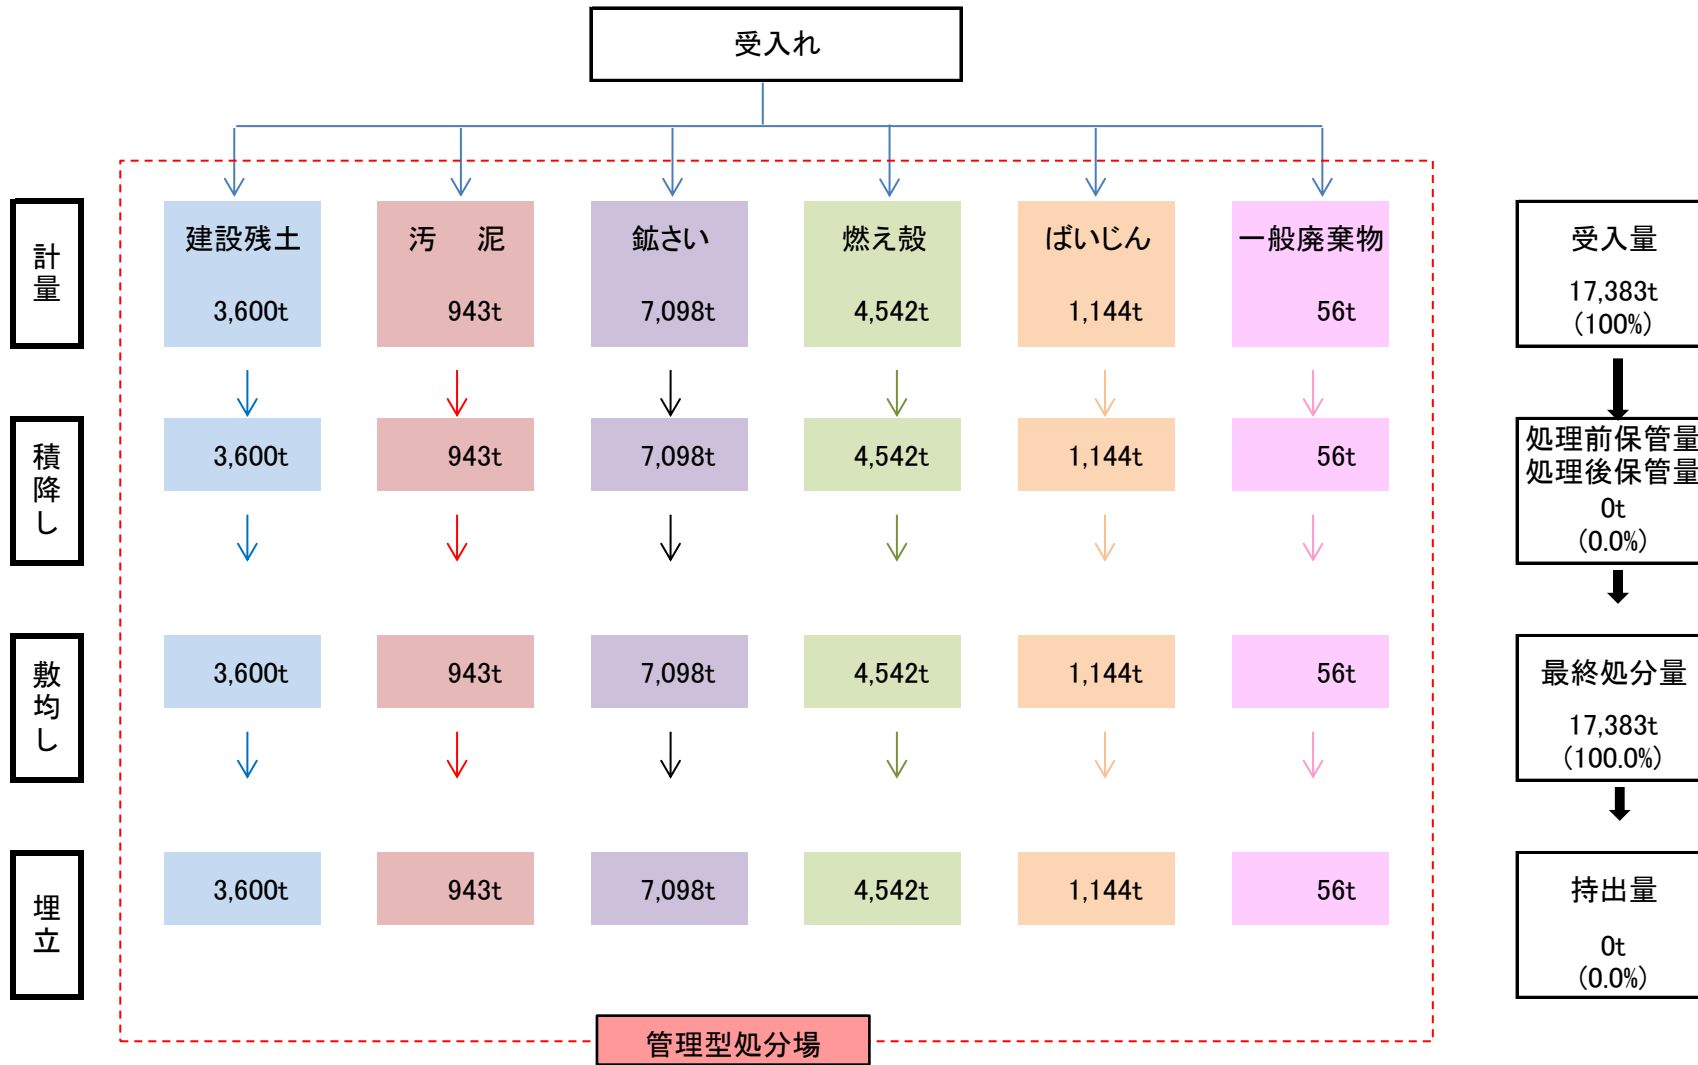 受入れ
計量
建設残土
汚 泥
鉱さい
燃え殻
ばいじん
一般廃棄物
3,600t
943t
7,098t
4,542t
1,144t
56t
受入量
17,383t
(100%)
積降し
3,600t
943t
7,098t
4,542t
1,144t
56t
処理前保管量
処理後保管量
0t
(0.0%)
敷均し
3,600t
943t
7,098t
4,542t
1,144t
56t
最終処分量
17,383t
(100.0%)
埋立
3,600t
943t
7,098t
4,542t
1,144t
56t
持出量
0t
(0.0%)
管理型処分場